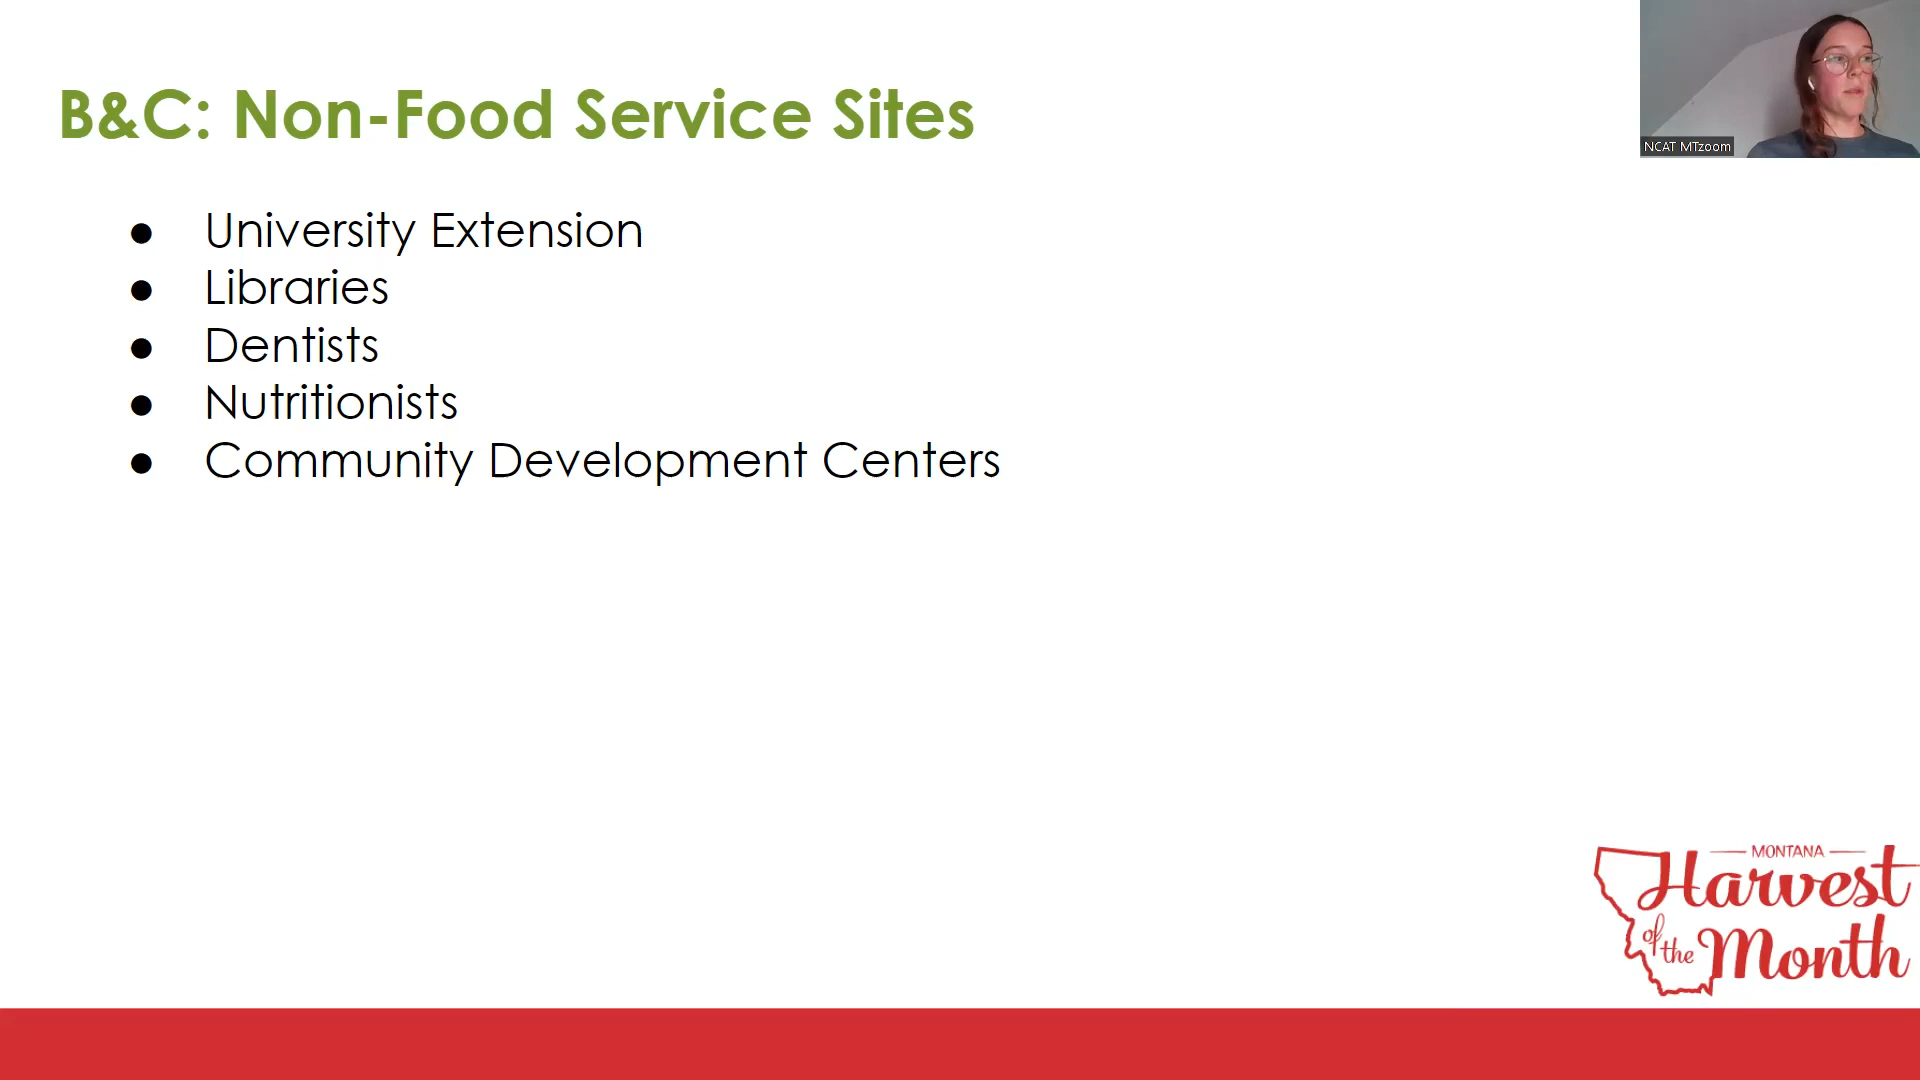 B&C: Non-Food Service Sites
● University Extension
● Libraries
● Dentists
● Nutritionists
● Community Development Centers
NCAT MTzoom
MONTANA
Harvest
of the Month